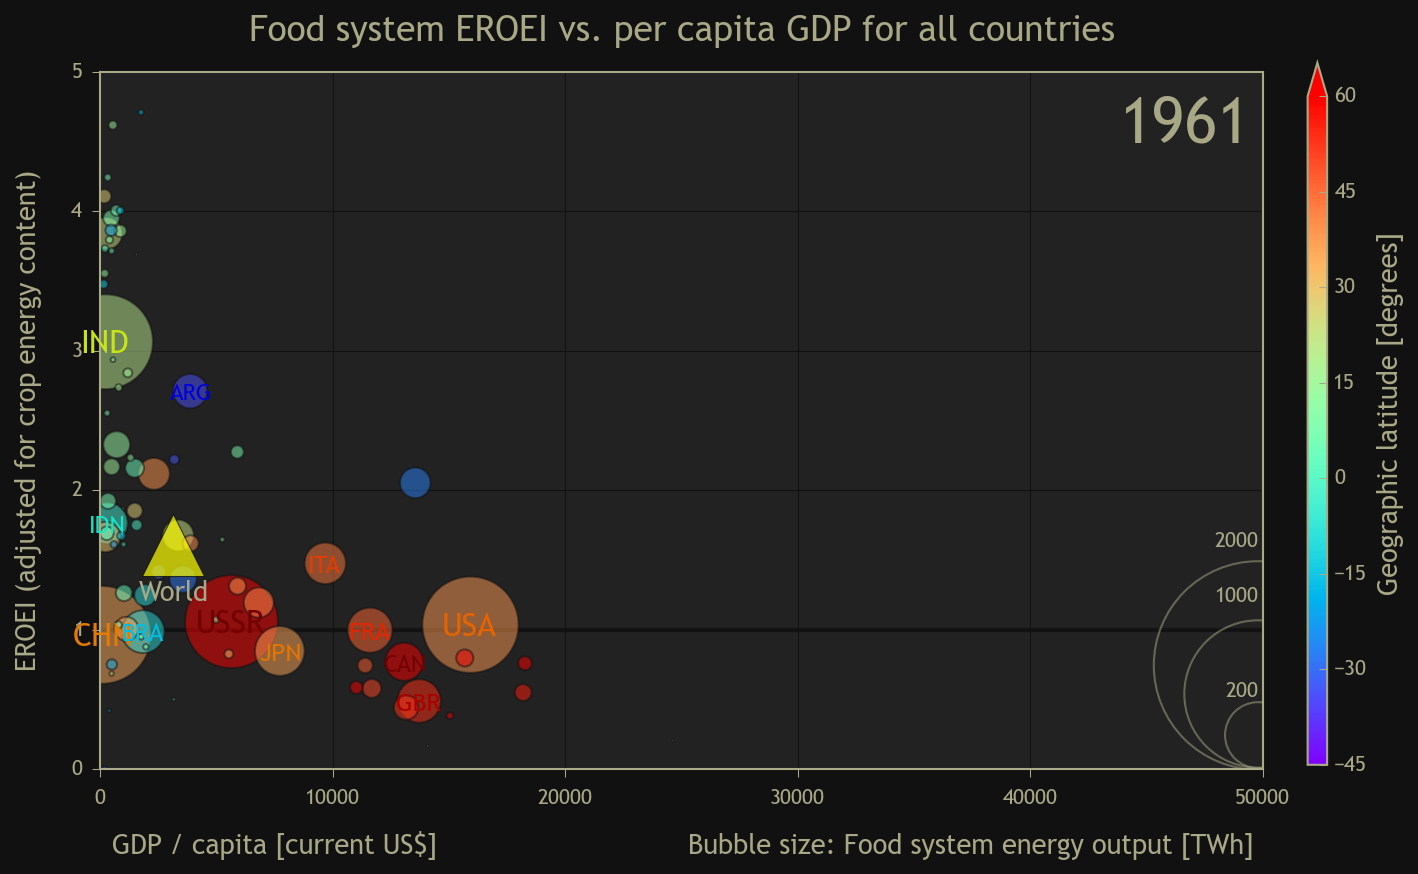 Food system EROEI vs. per capita GDP for all countries
1961
EROEI (adjusted for crop energy content)
5
4
3
2
1
0
IND
ARG
IDN
World
ITA
CHN
BRA
USSR
JPN
FRA
CAN
GBR
USA
2000
1000
200
0
10000
20000
30000
40000
50000
GDP / capita [current US$]
Bubble size: Food system energy output [TWh]
60
45
30
15
0
−15
−30
−45
Geographic latitude [degrees]